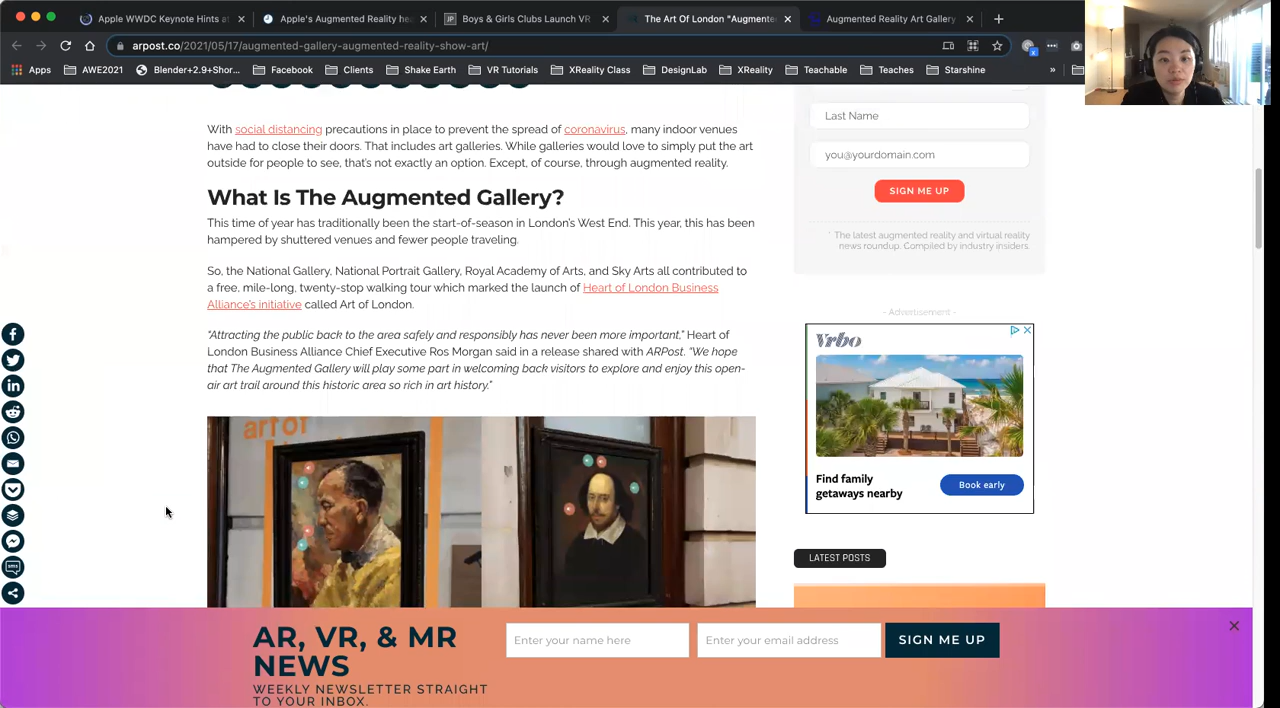 Apple WWDC Keynote Hints at
Apple's Augmented Reality he
Boys & Girls Clubs Launch VR
The Art Of London "Augmente
Augmented Reality Art Gallery
arpost.co/2021/05/17/augmented-gallery-augmented-reality-show-art/
Apps
AWE2021
Blender+2.9+Shor...
Facebook
Clients
Shake Earth
VR Tutorials
XReality Class
DesignLab
XReality
Teachable
Teaches
Starshine
»
With social distancing precautions in place to prevent the spread of coronavirus, many indoor venues
have had to close their doors. That includes art galleries. While galleries would love to simply put the art
outside for people to see, that's not exactly an option. Except, of course, through augmented reality.
What Is The Augmented Gallery?
This time of year has traditionally been the start-of-season in London's West End. This year, this has been
hampered by shuttered venues and fewer people traveling.
So, the National Gallery, National Portrait Gallery, Royal Academy of Arts, and Sky Arts all contributed to
a free, mile-long, twenty-stop walking tour which marked the launch of Heart of London Business
Alliance's initiative called Art of London.
"Attracting the public back to the area safely and responsibly has never been more important," Heart of
London Business Alliance Chief Executive Ros Morgan said in a release shared with ARPost. "We hope
that The Augmented Gallery will play some part in welcoming back visitors to explore and enjoy this open-
air art trail around this historic area so rich in art history."
art of
Last Name
you@yourdomain.com
SIGN ME UP
* The latest augmented reality and virtual reality
news roundup. Compiled by industry insiders.
- Advertisement -
Vrbo
Find family
getaways nearby
Book early
LATEST POSTS
SMS
AR, VR, & MR
NEWS
WEEKLY NEWSLETTER STRAIGHT
TO YOUR INBOX.
Enter your name here
Enter your email address
SIGN ME UP